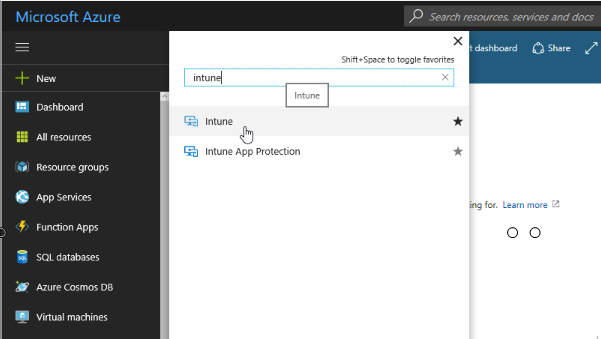 Microsoft Azure
Search resources, services and docs
Shift+Space to toggle favorites
t dashboard
Share
intune
New
Intune
Dashboard
Intune
All resources
Intune App Protection
Resource groups
App Services
ing for. Learn more
Function Apps
SQL databases
Azure Cosmos DB
Virtual machines